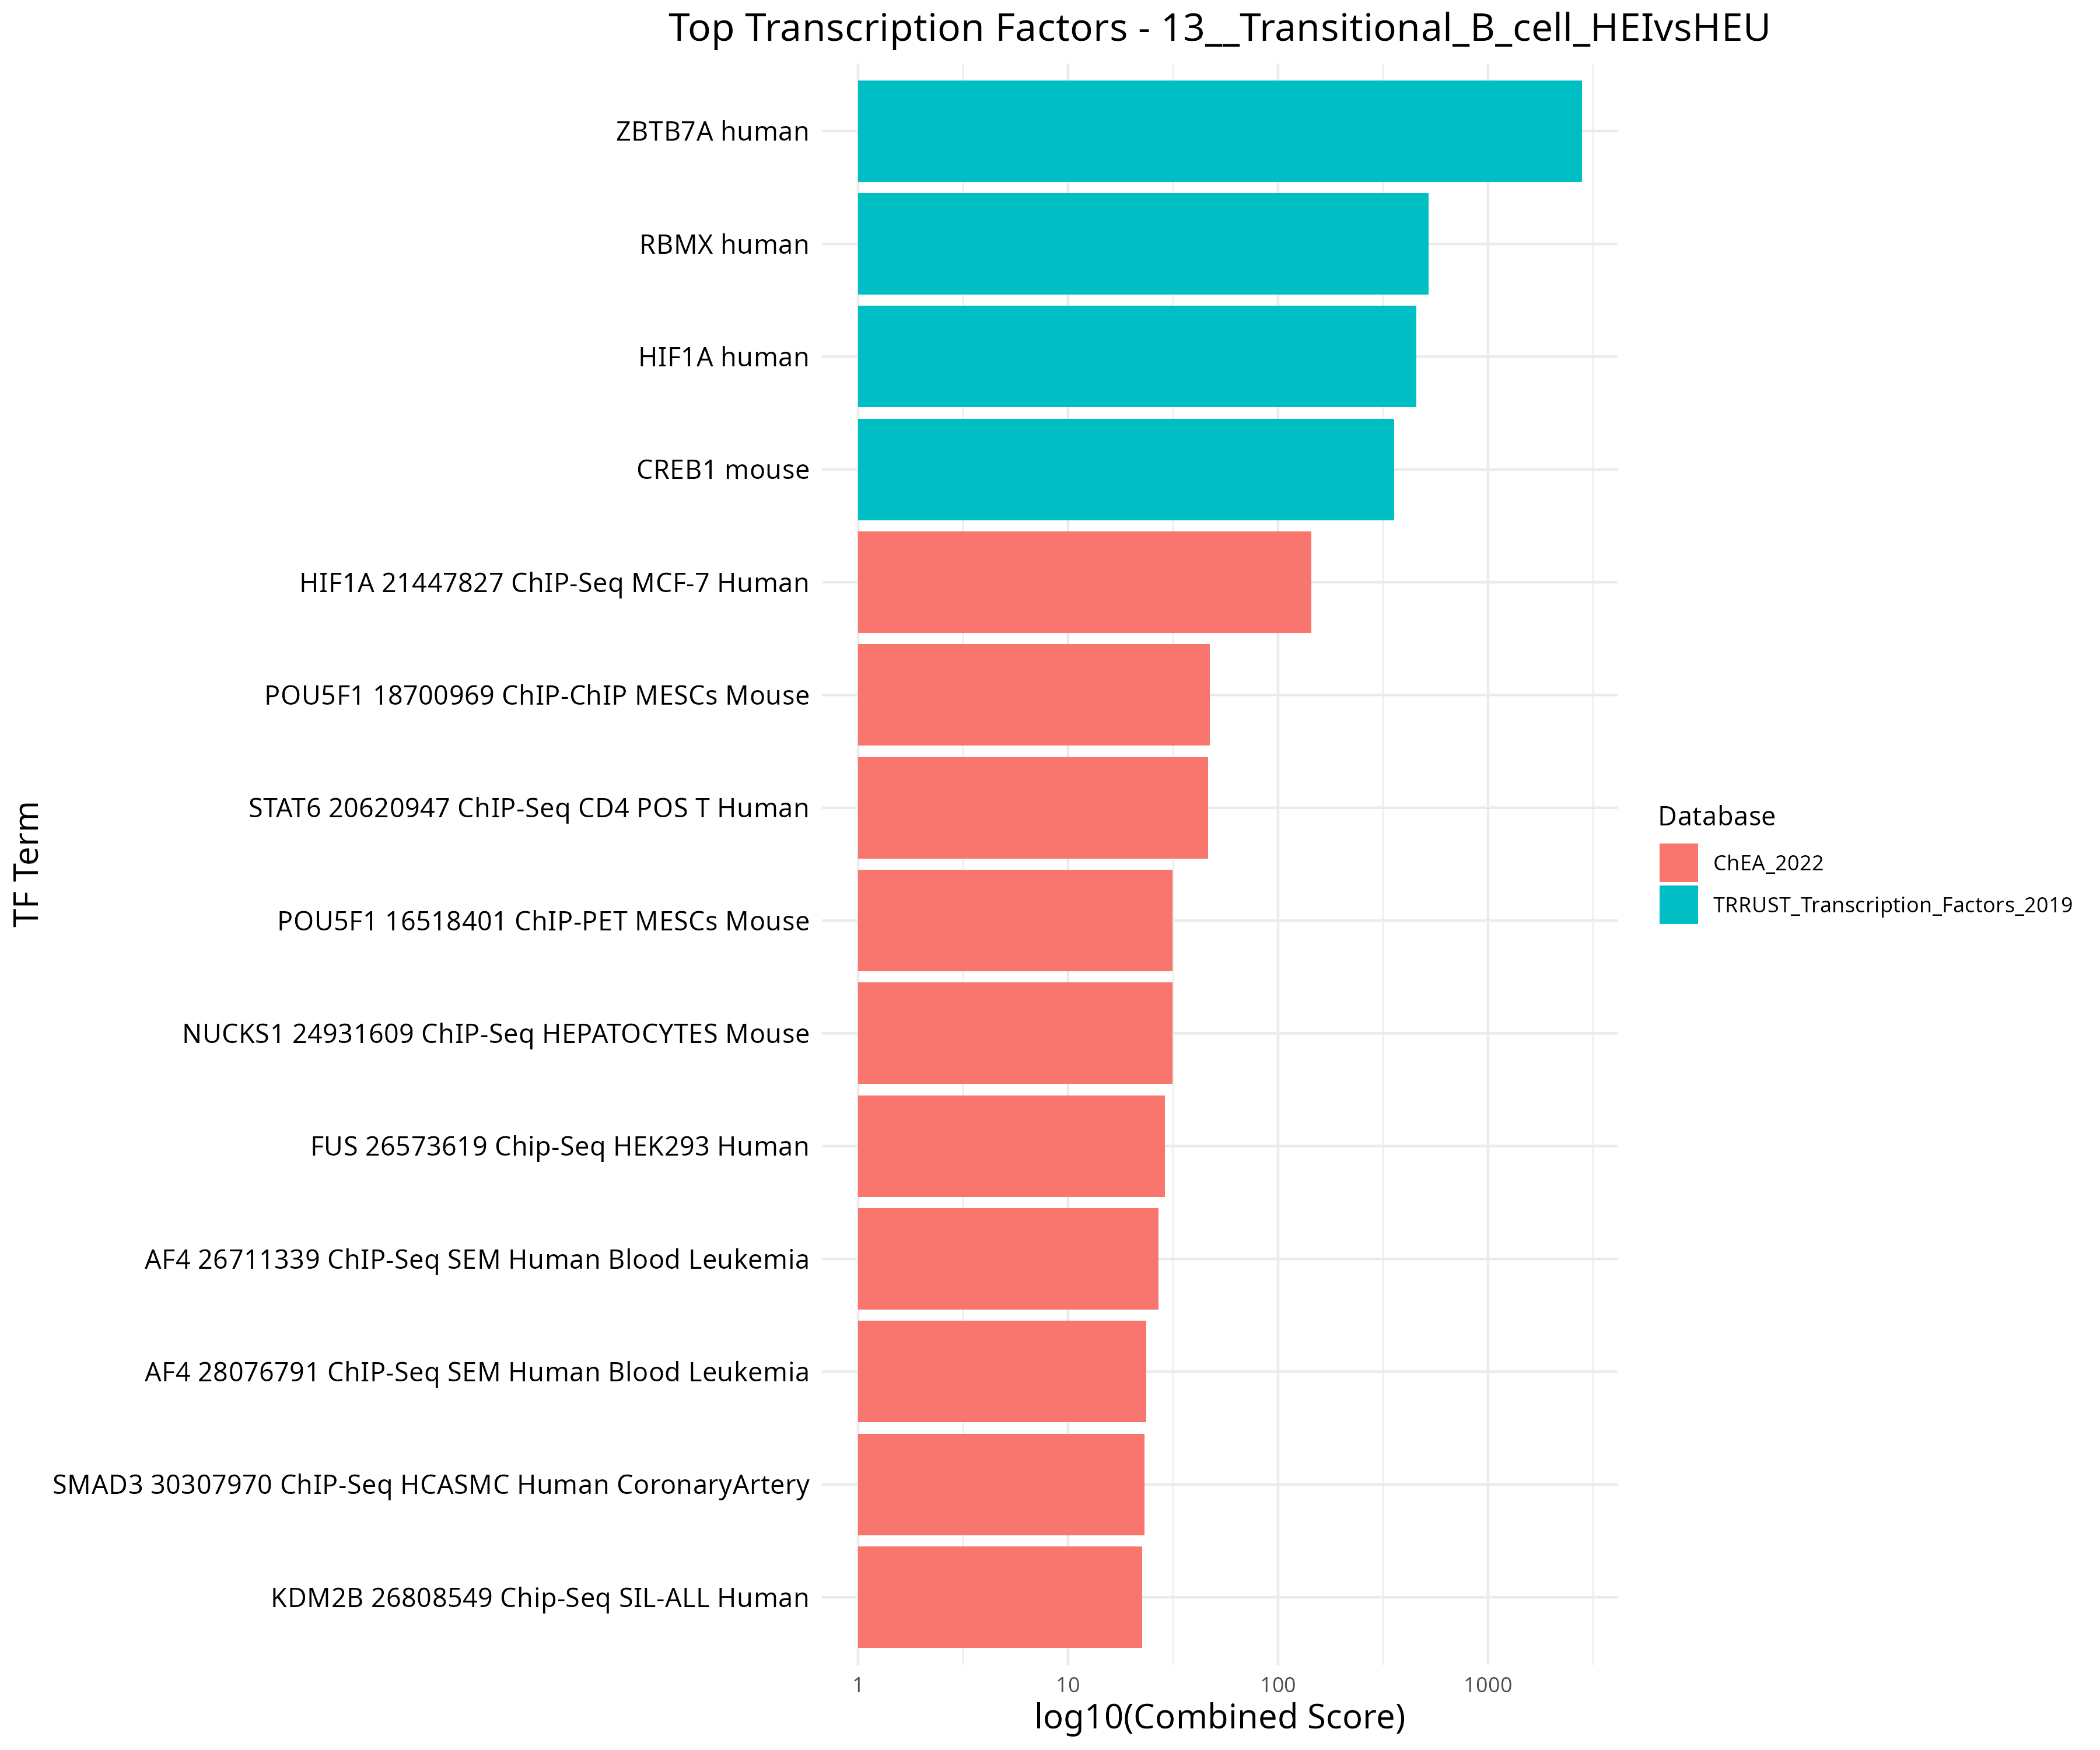 Top Transcription Factors - 13__Transitional_B_cell_HEIvsHEU
TF Term
ZBTB7A human
RBMX human
HIF1A human
CREB1 mouse
HIF1A 21447827 ChIP-Seq MCF-7 Human
POU5F1 18700969 ChIP-ChIP MESCs Mouse
STAT6 20620947 ChIP-Seq CD4 POS T Human
POU5F1 16518401 ChIP-PET MESCs Mouse
NUCKS1 24931609 ChIP-Seq HEPATOCYTES Mouse
FUS 26573619 Chip-Seq HEK293 Human
AF4 26711339 ChIP-Seq SEM Human Blood Leukemia
AF4 28076791 ChIP-Seq SEM Human Blood Leukemia
SMAD3 30307970 ChIP-Seq HCASMC Human CoronaryArtery
KDM2B 26808549 Chip-Seq SIL-ALL Human
1 10 100 1000
log10(Combined Score)
Database
ChEA_2022
TRRUST_Transcription_Factors_2019